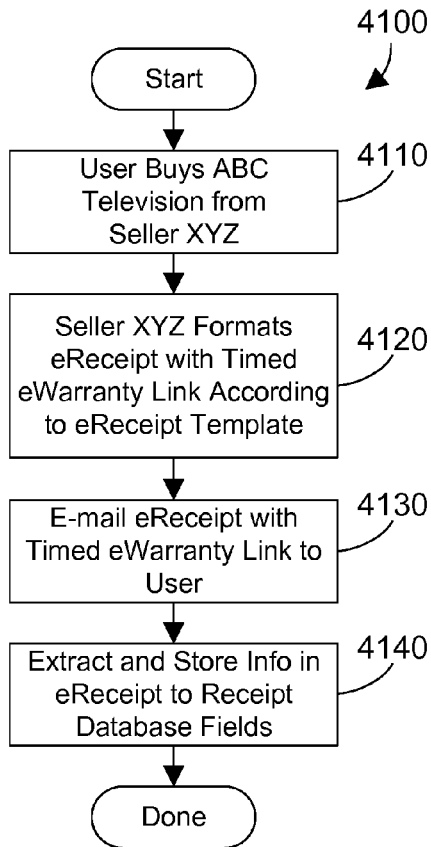 4100
Start
4110
User Buys ABC
Television from
Seller XYZ
4120
Seller XYZ Formats
eReceipt with Timed
eWarranty Link According
to eReceipt Template
4130
E-mail eReceipt with
Timed eWarranty Link to
User
4140
Extract and Store Info in
eReceipt to Receipt
Database Fields
Done